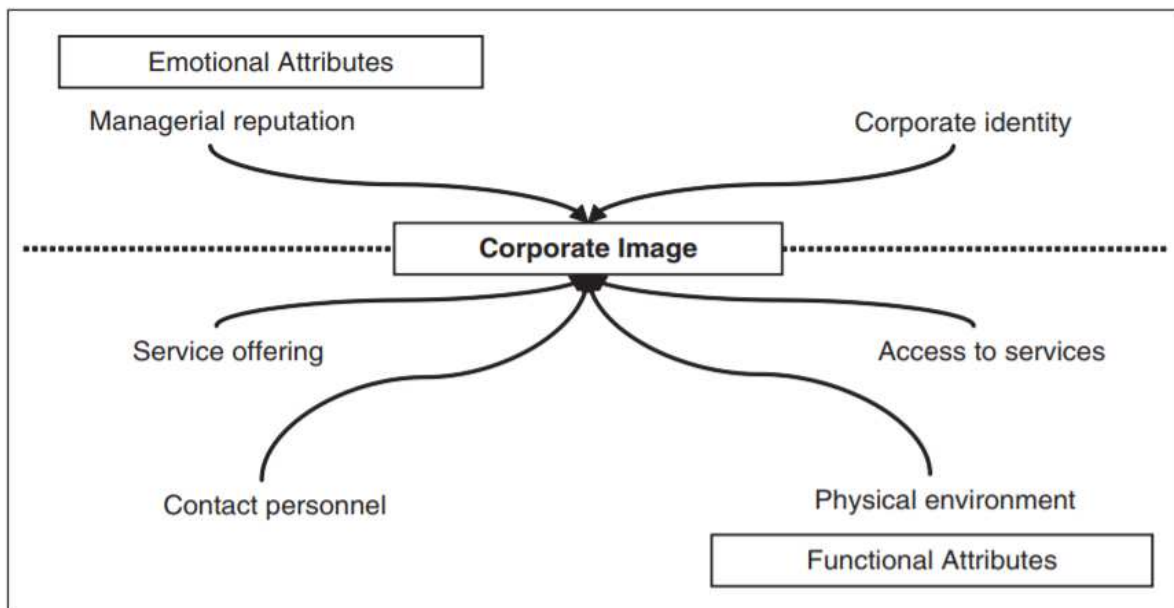 Emotional Attributes
Managerial reputation
Corporate identity
Corporate Image
Service offering
Access to services
Contact personnel
Physical environment
Functional Attributes